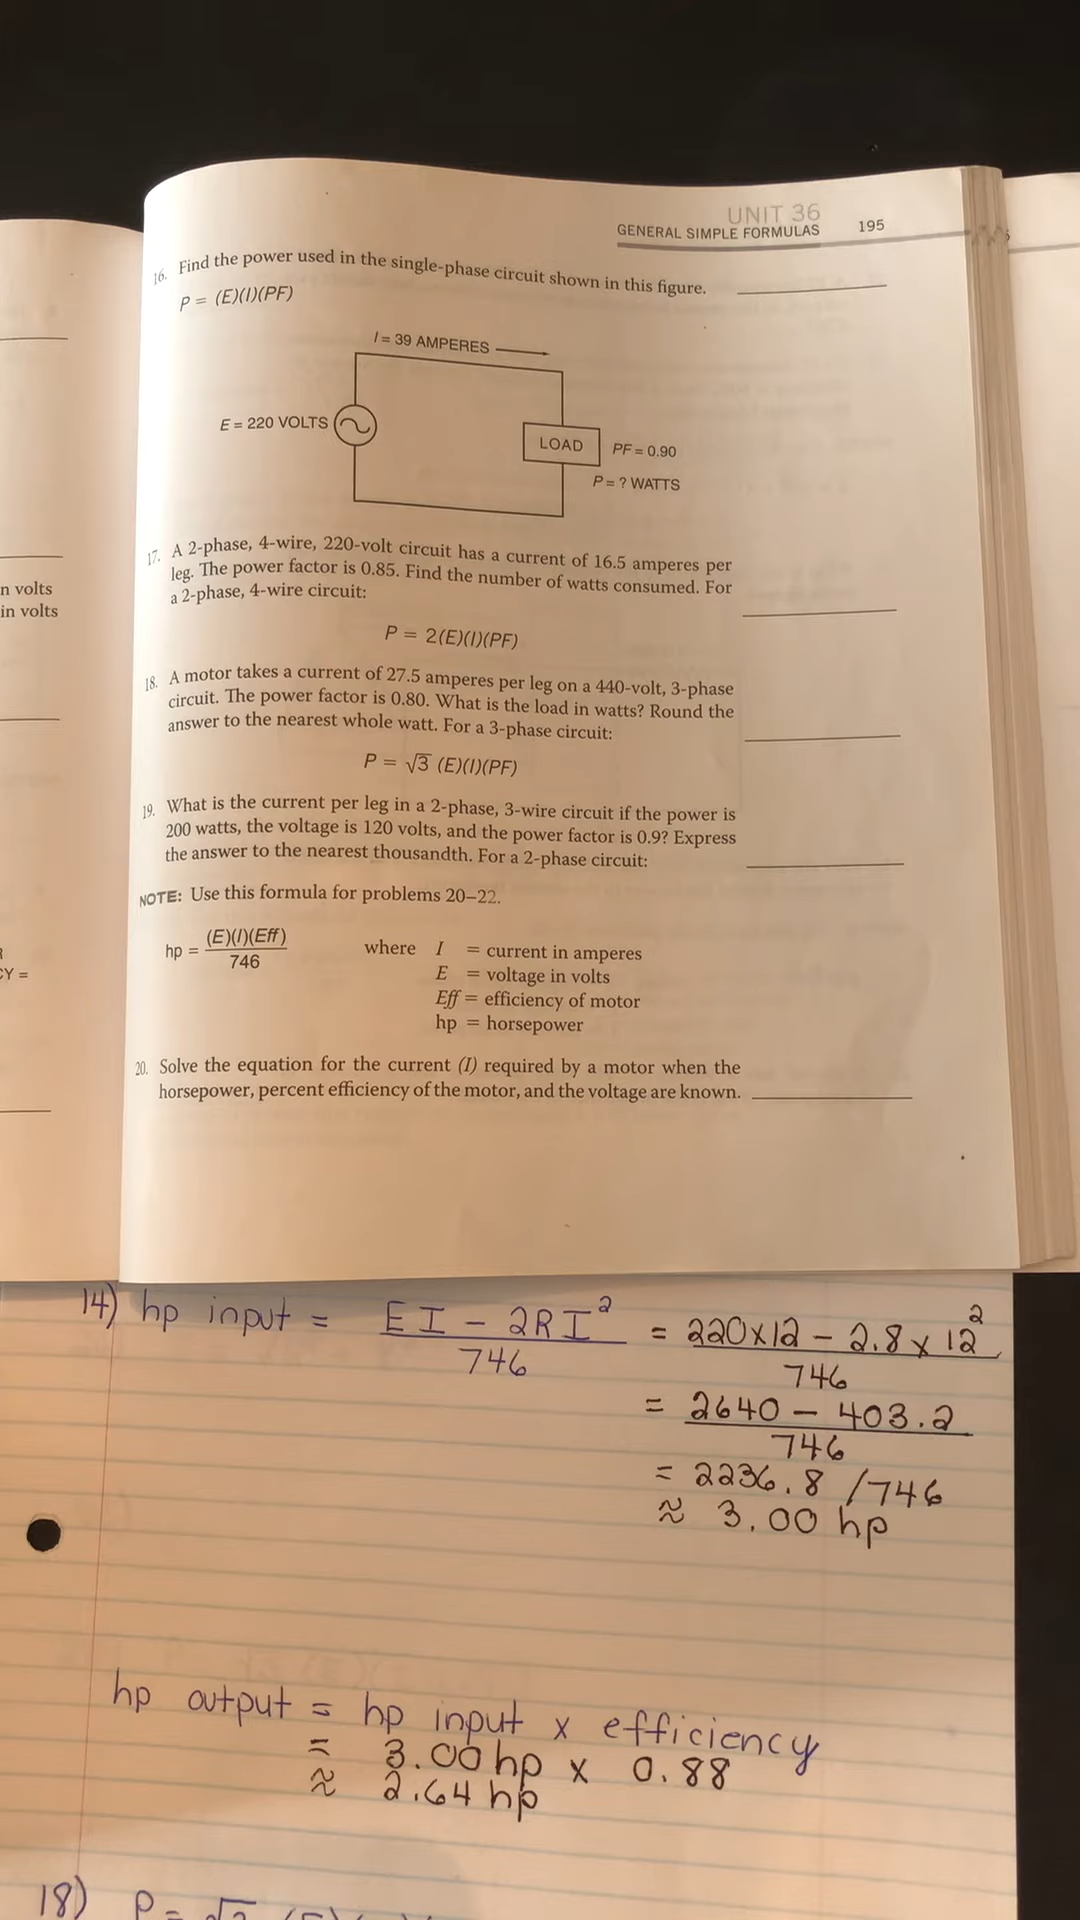 n volts
in volts
CY =
UNIT 36
GENERAL SIMPLE FORMULAS 195
16. Find the power used in the single-phase circuit shown in this figure.
P = (E)(I)(PF)
I = 39 AMPERES
E = 220 VOLTS
LOAD
PF = 0.90
P = ? WATTS
17. A 2-phase, 4-wire, 220-volt circuit has a current of 16.5 amperes per
leg. The power factor is 0.85. Find the number of watts consumed. For
a 2-phase, 4-wire circuit:
P = 2(E)(I)(PF)
18. A motor takes a current of 27.5 amperes per leg on a 440-volt, 3-phase
circuit. The power factor is 0.80. What is the load in watts? Round the
answer to the nearest whole watt. For a 3-phase circuit:
P = √3 (E)(I)(PF)
19. What is the current per leg in a 2-phase, 3-wire circuit if the power is
200 watts, the voltage is 120 volts, and the power factor is 0.9? Express
the answer to the nearest thousandth. For a 2-phase circuit:
NOTE: Use this formula for problems 20–22.
hp = (E)(I)(Eff) / 746
where I = current in amperes
E = voltage in volts
Eff = efficiency of motor
hp = horsepower
20. Solve the equation for the current (I) required by a motor when the
horsepower, percent efficiency of the motor, and the voltage are known.
14) hp input = EI - 2RI² / 746 = 220x12 - 2.8 x 12² / 746
= 2640 - 403.2 / 746
= 2236.8 /746
≈ 3.00 hp
hp output = hp input x efficiency
= 3.00 hp x 0.88
≈ 2.64 hp
18) P =